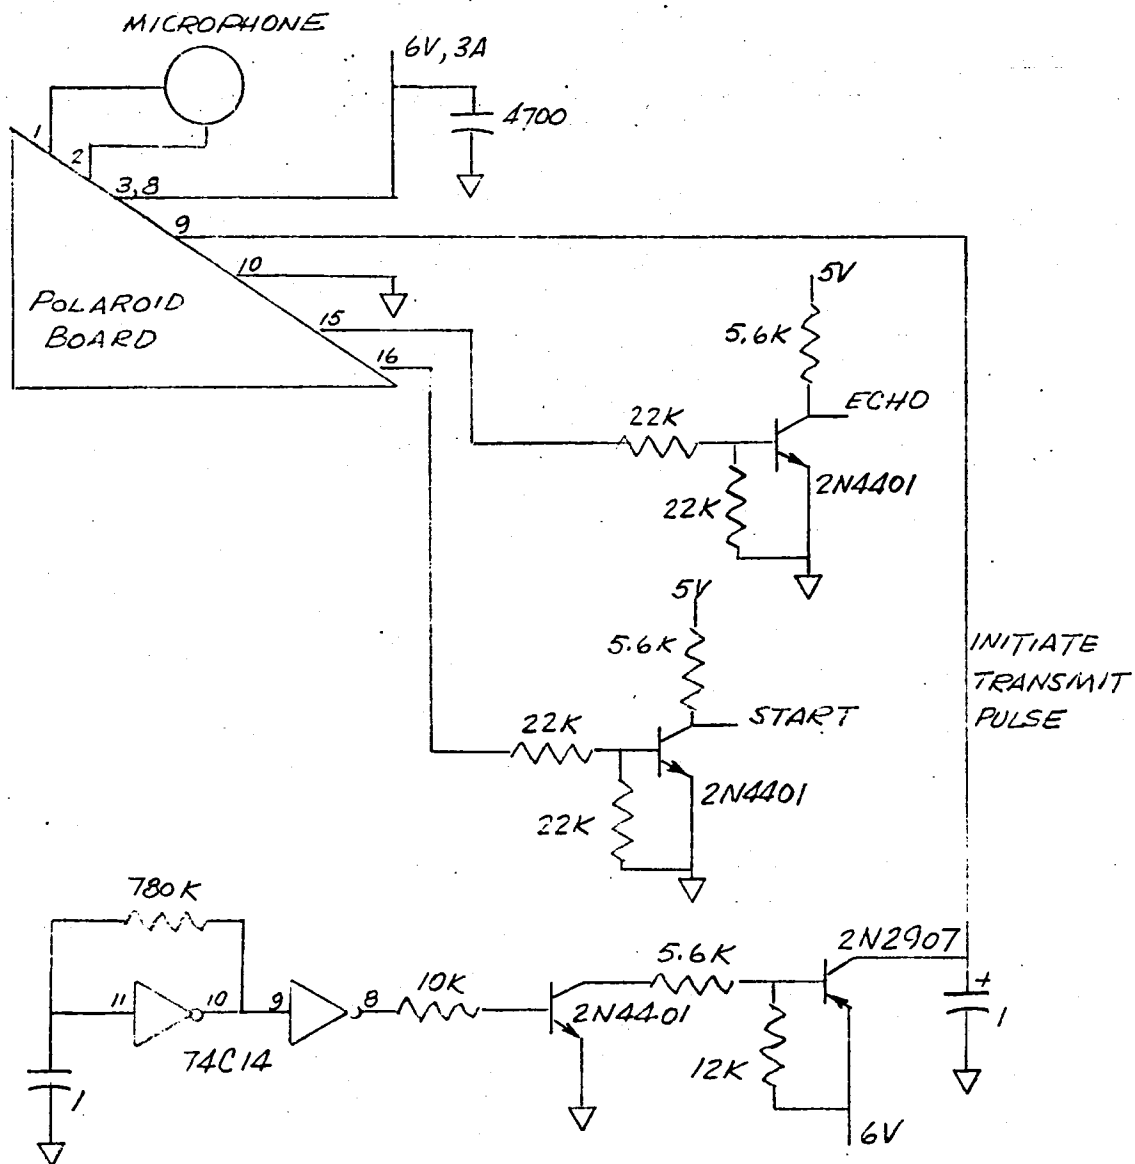 MICROPHONE
6V, 3A
4700
1
2
3,8
9
10
15
16
POLAROID
BOARD
5V
5.6K
ECHO
22K
2N4401
22K
5V
5.6K
START
22K
2N4401
22K
INITIATE
TRANSMIT
PULSE
780K
11
10
9
8
74C14
1
10K
2N4401
5.6K
2N2907
12K
6V
+
1